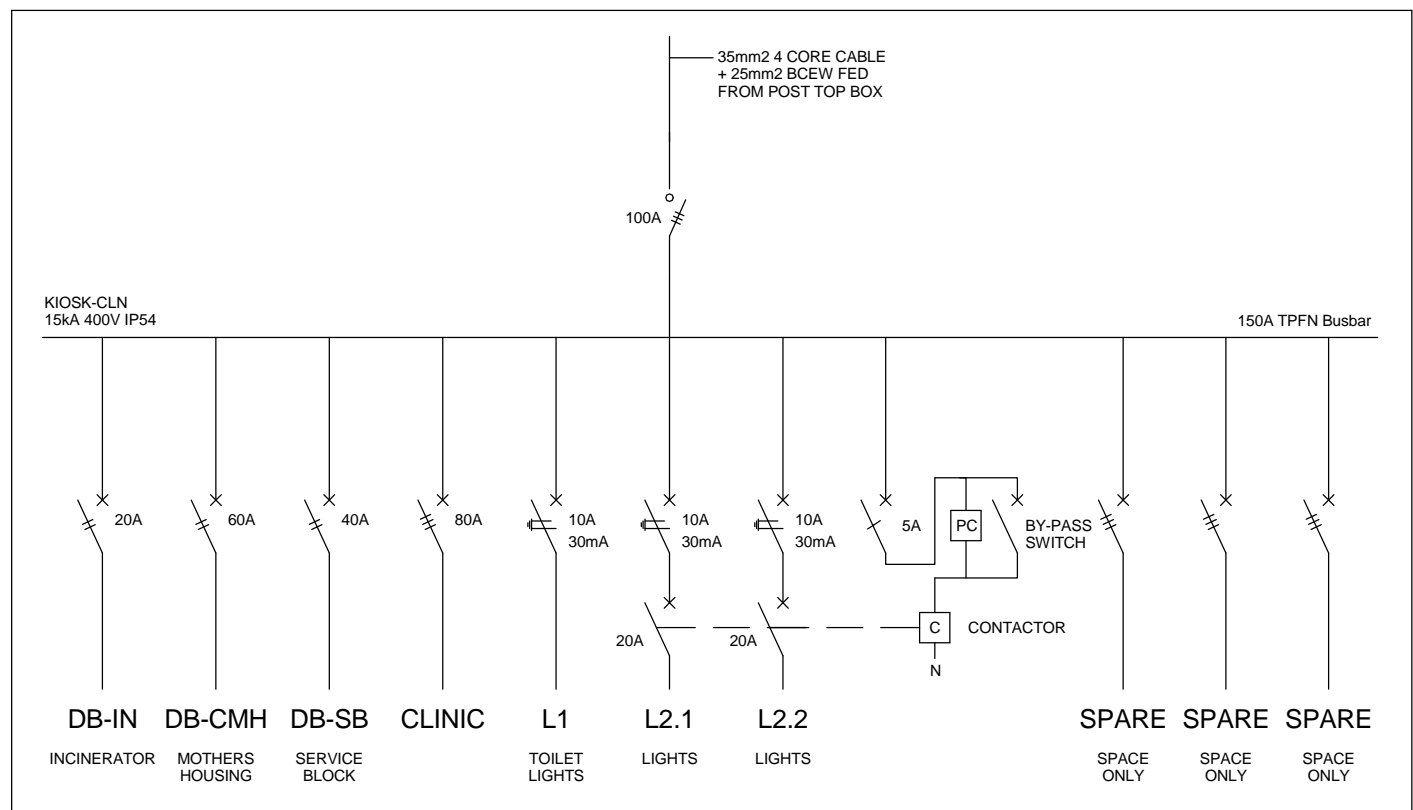 35mm2 4 CORE CABLE
+ 25mm2 BCEW FED
FROM POST TOP BOX
100A
KIOSK-CLN
15kA 400V IP54
150A TPFN Busbar
20A
60A
40A
80A
10A
30mA
10A
30mA
10A
30mA
5A
PC
BY-PASS
SWITCH
20A
20A
C
CONTACTOR
N
DB-IN
INCINERATOR
DB-CMH
MOTHERS
HOUSING
DB-SB
SERVICE
BLOCK
CLINIC
L1
TOILET
LIGHTS
L2.1
LIGHTS
L2.2
LIGHTS
SPARE
SPACE
ONLY
SPARE
SPACE
ONLY
SPARE
SPACE
ONLY